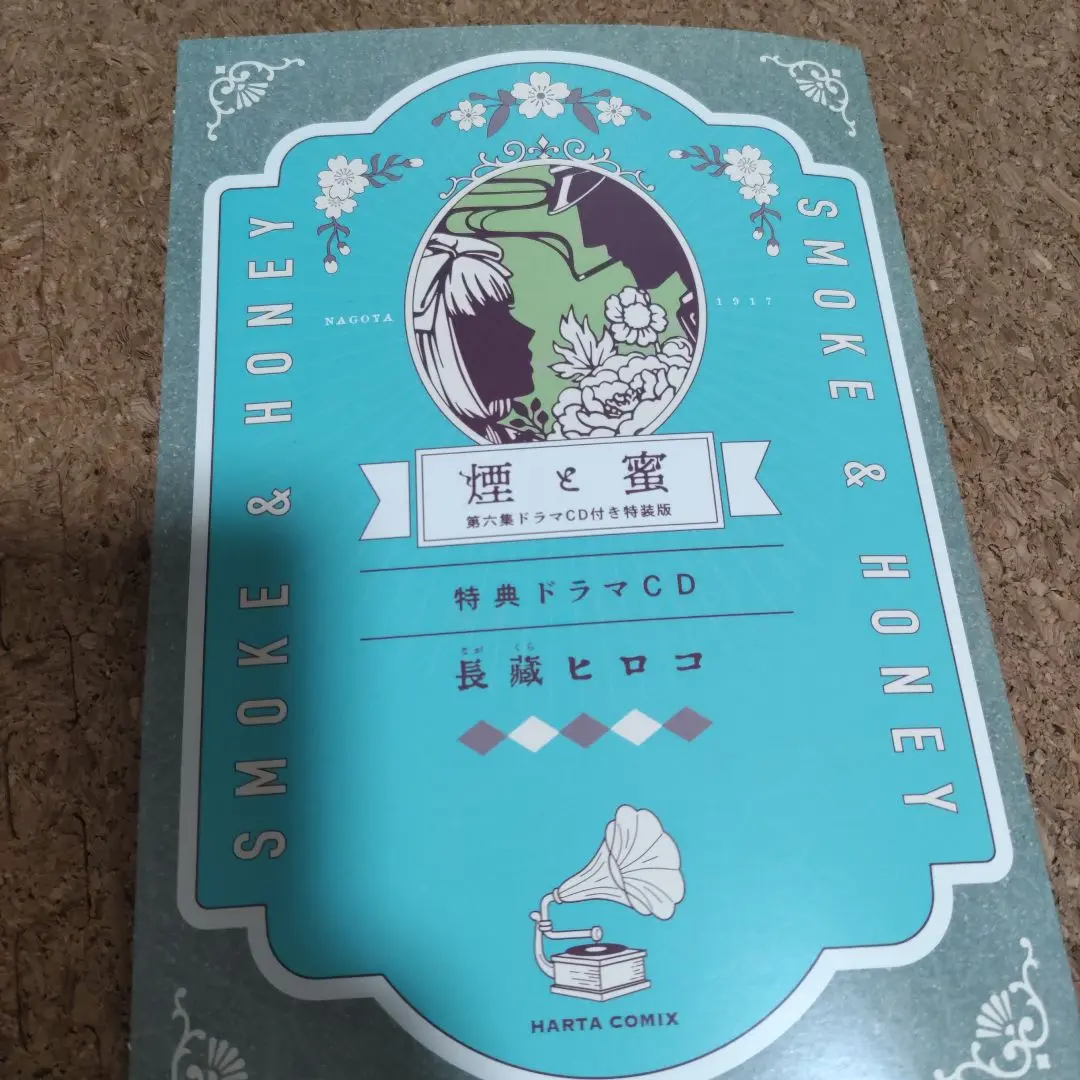 SMOKE & HONEY
SMOKE & HONEY
NAGOYA
1917
煙と蜜
第六集ドラマCD付き特装版
特典ドラマCD
なが くら
長蔵ヒロコ
HARTA COMIX